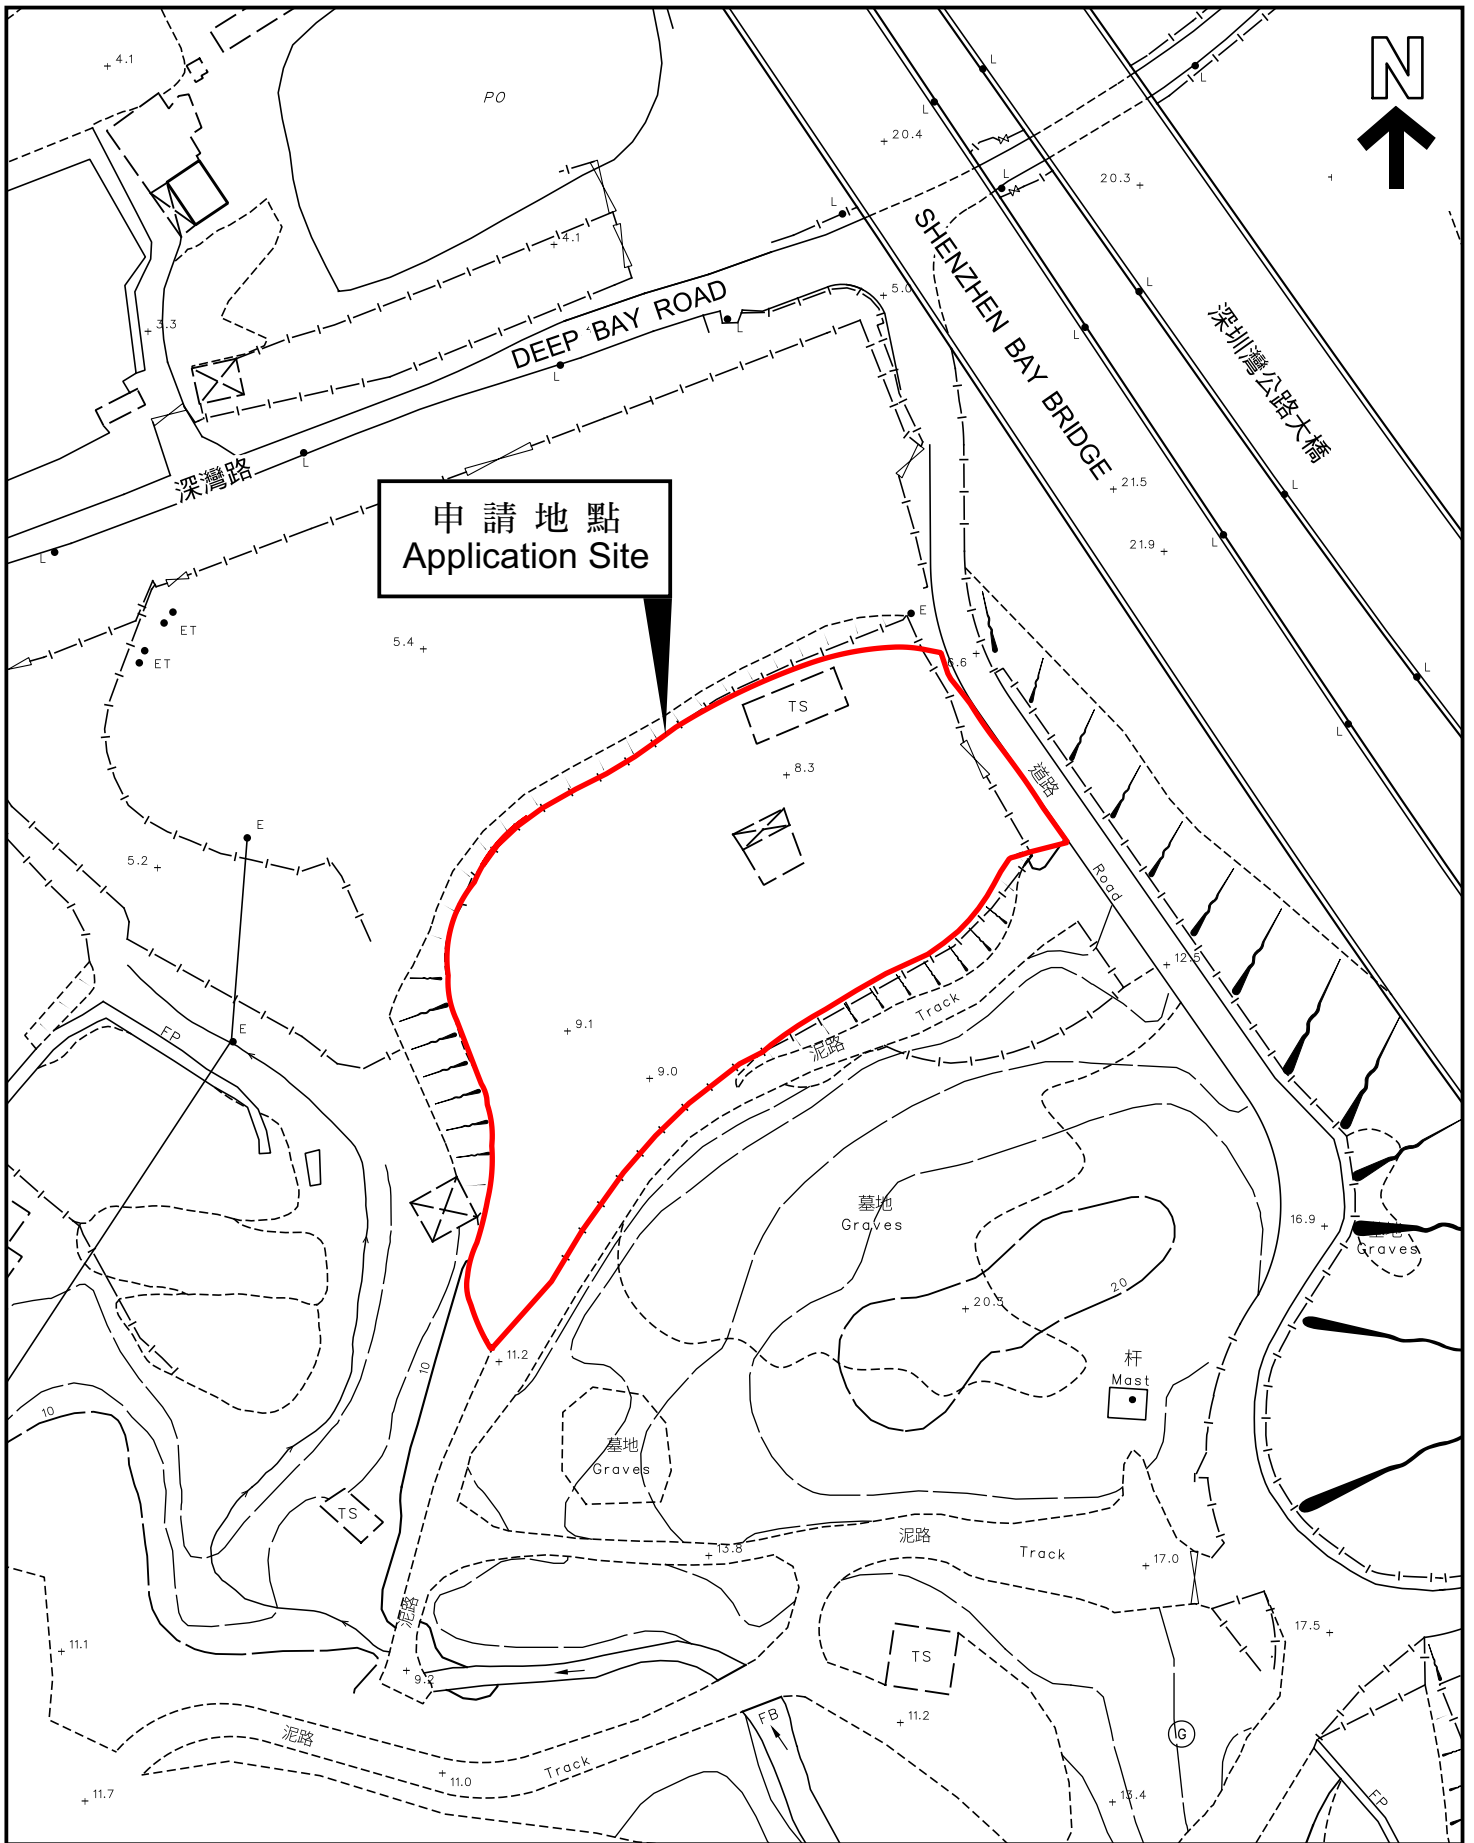 N
4.1
PO
L
L
L
20.4
L
20.3
L
L
4.1
SHENZHEN BAY BRIDGE
深圳灣公路大橋
5.0
L
3.3
DEEP BAY ROAD
L
L
L
L
深灣路
L
申請地點
Application Site
21.5
L
21.9
L
L
E
ET
5.4
ET
6.6
L
TS
L
8.3
道路
E
5.2
Road
12.5
Track
9.1
泥路
FP
E
9.0
墓地
Graves
16.9
墓地
Graves
20
20.3
11.2
10
杆
Mast
10
墓地
Graves
TS
泥路
Track
13.8
17.0
泥路
17.5
11.1
TS
9.2
FB
11.2
G
泥路
Track
11.0
11.7
13.4
FP